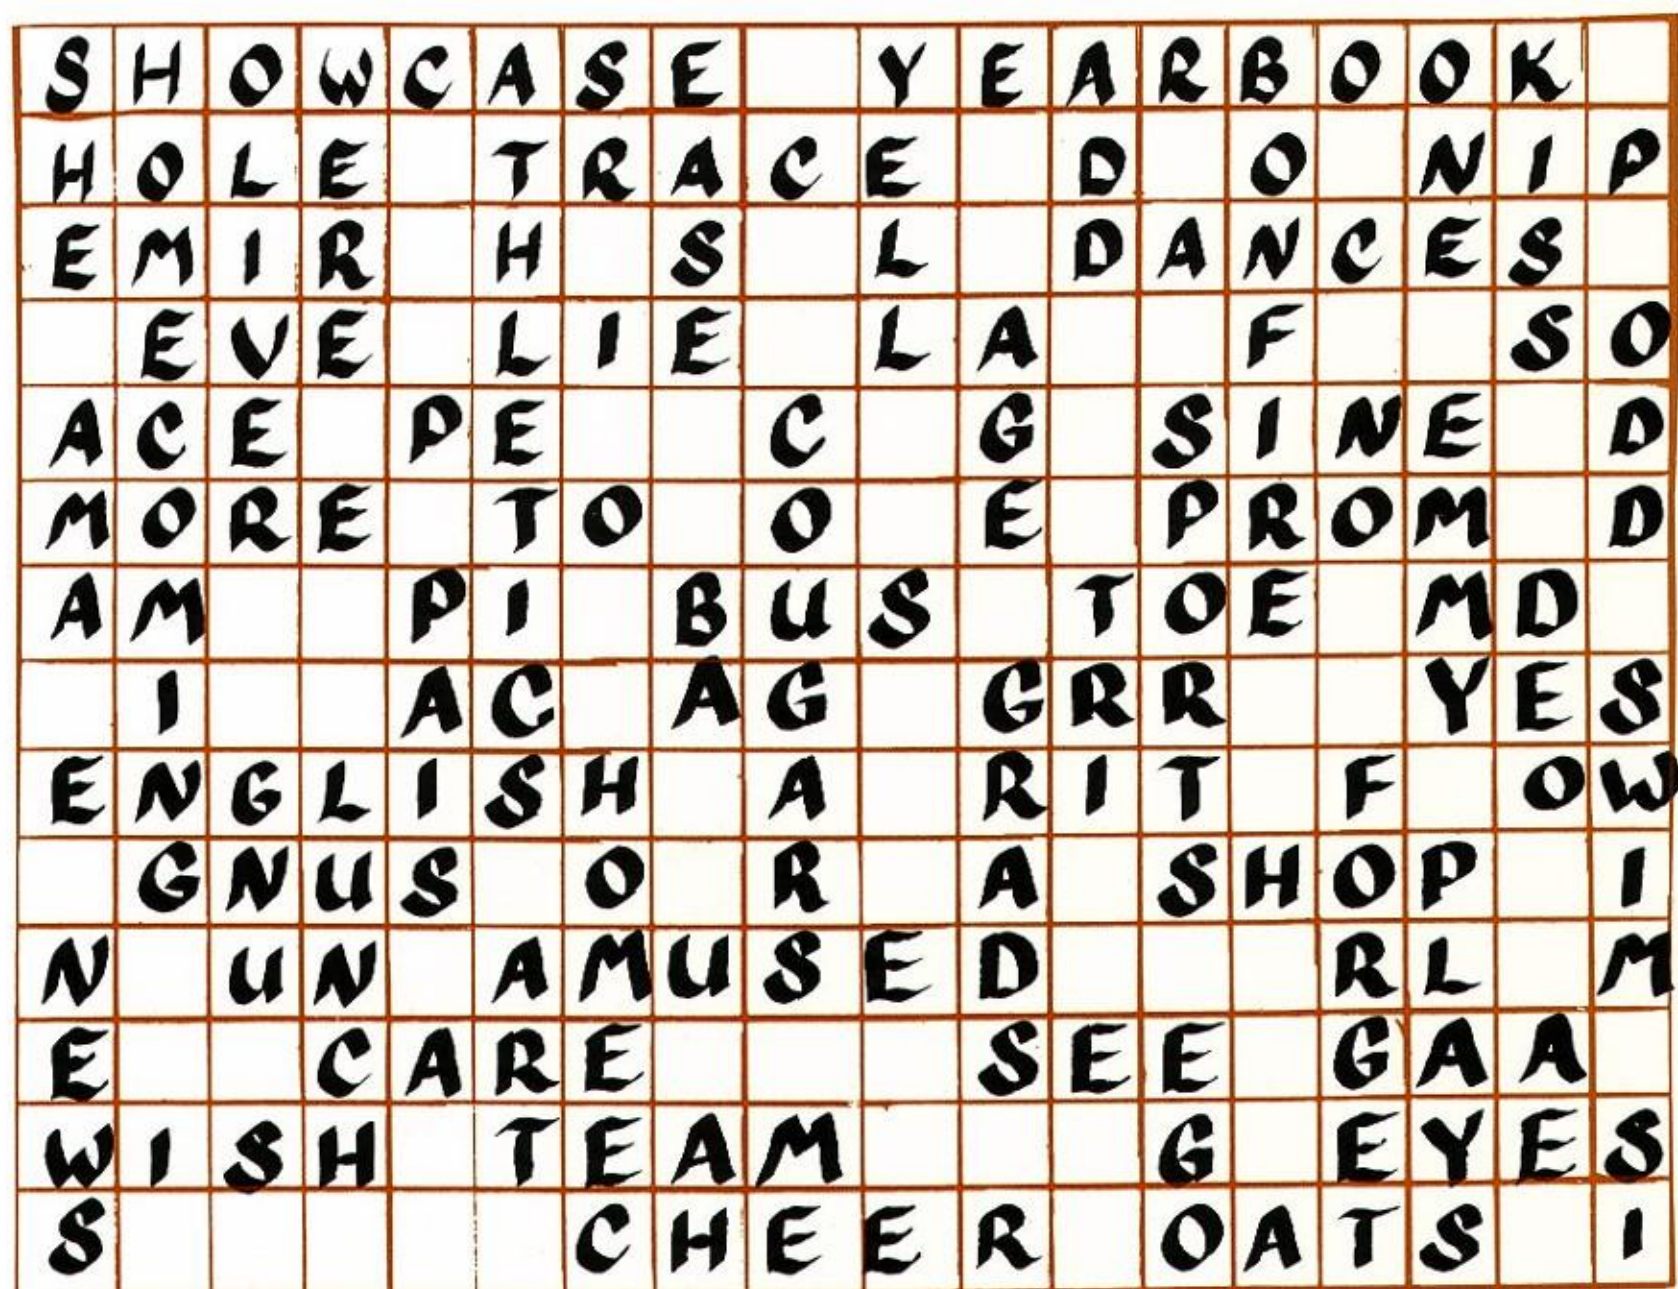 SHOWCASE YEARBOOK
HOLE TRACE D O NIP
EMIR H S L DANCES
EVE LIE LA F SO
ACE PE C G SINE D
MORE TO O E PROM D
AM PI BUS TOE MD
I AC AG GRR YES
ENGLISH A RIT F OW
GNUS O R A SHOP I
N UN AMUSED RL M
E CARE SEE GAA
WISH TEAM G EYES
S CHEER OATS I